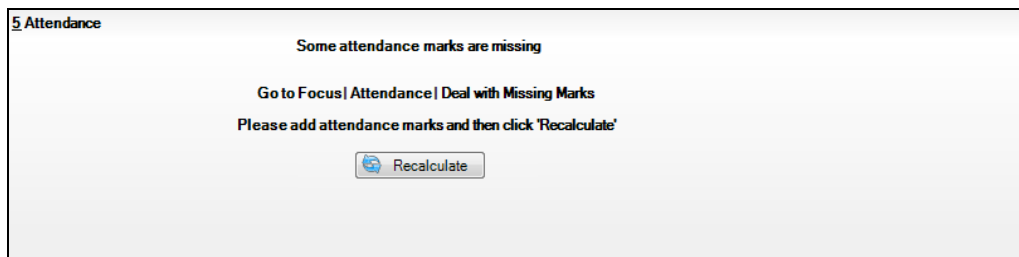 5 Attendance
Some attendance marks are missing
Go to Focus| Attendance| Deal with Missing Marks
Please add attendance marks and then click 'Recalculate'
Recalculate